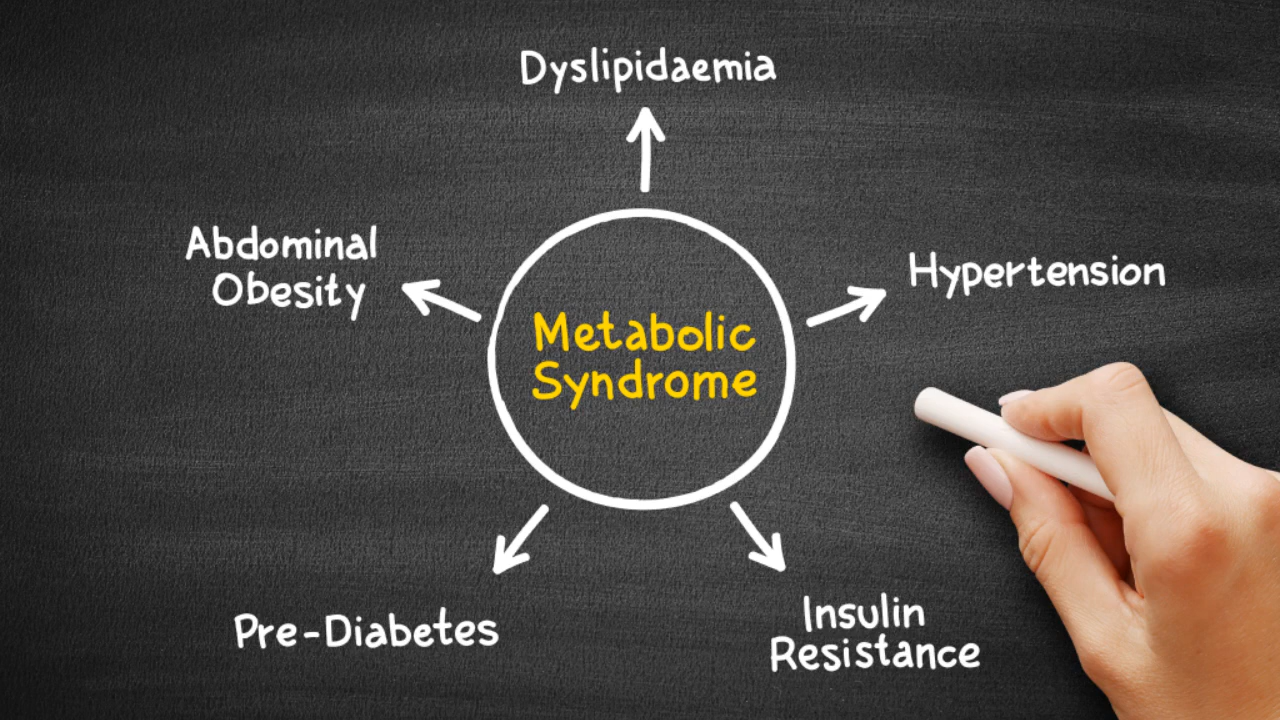 Dyslipidaemia
Abdominal
Obesity
Hypertension
Metabolic
Syndrome
Pre-Diabetes
Insulin
Resistance